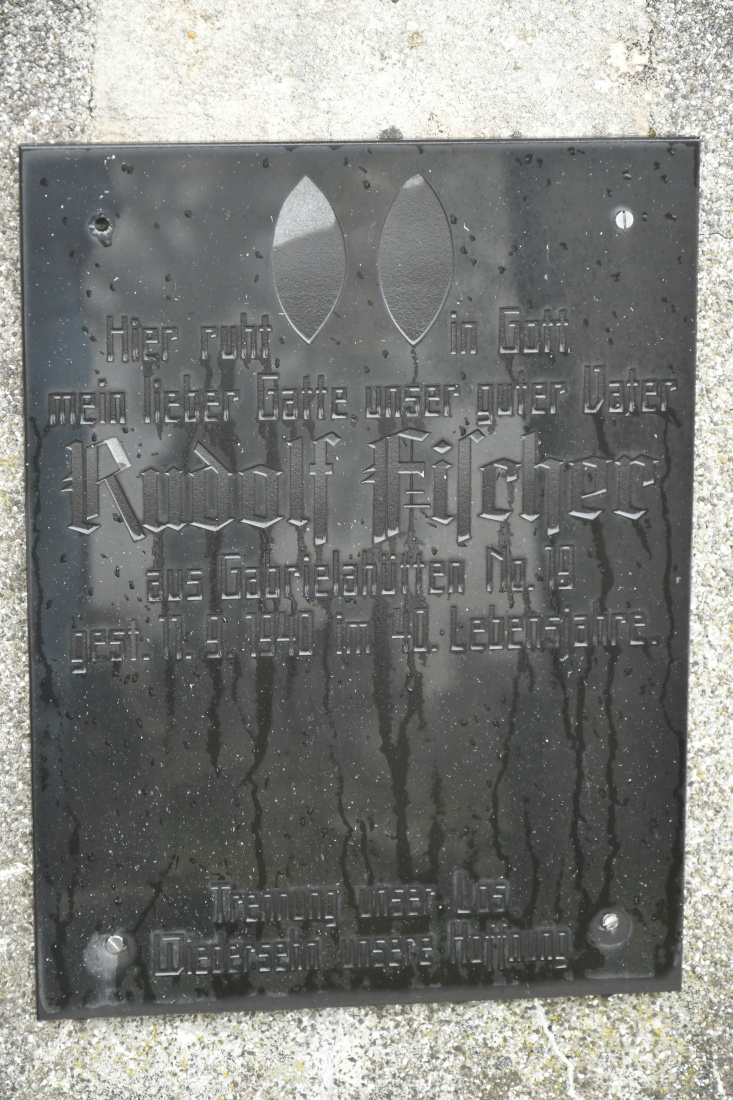 Hier ruht in Gott
mein lieber Gatte, unser guter Vater
Rudolf Fiſcher
aus Gabrielahütten No. 19
gest. 11. 9. 1940 im 40. Lebensjahre.
Trennung unser Los,
Wiedersehn unsere Hoffnung